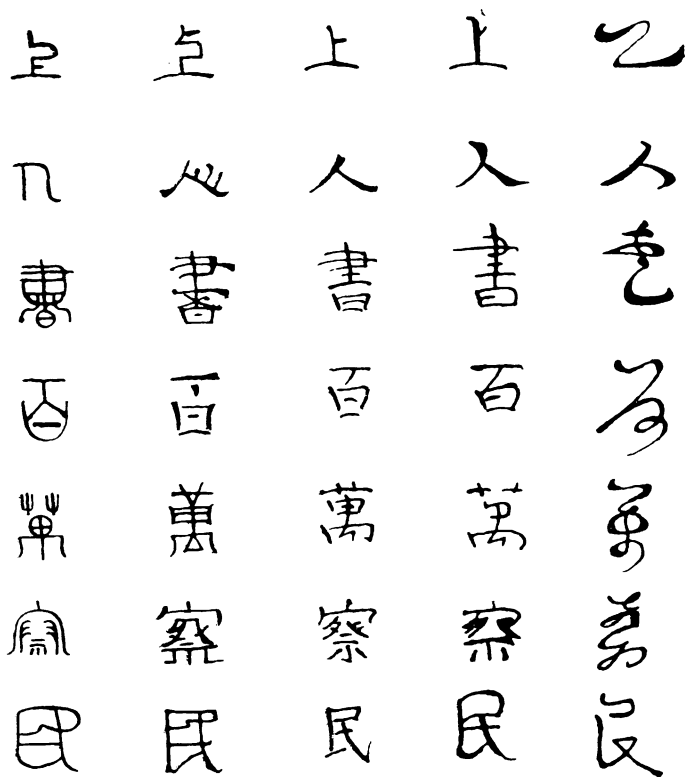 上 上 上 上 上
人 人 人 人 人
書 書 書 書 書
百 百 百 百 百
萬 萬 萬 萬 萬
察 察 察 察 察
民 民 民 民 民